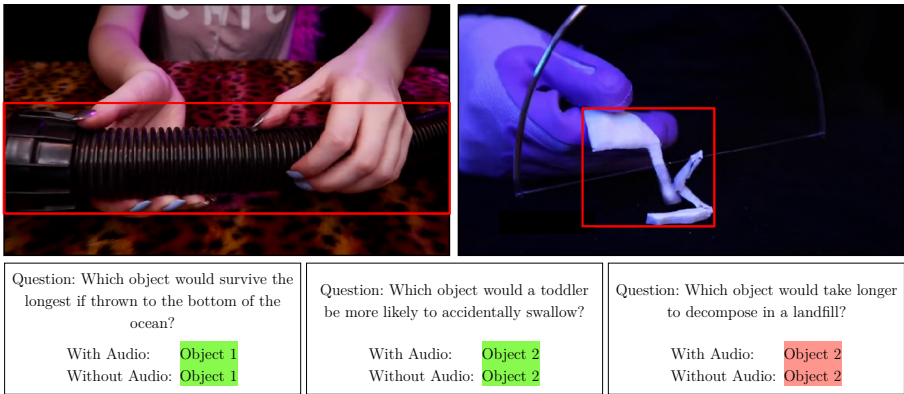 CHIC
Question: Which object would survive the
longest if thrown to the bottom of the
ocean?
With Audio: Object 1
Without Audio: Object 1
Question: Which object would a toddler
be more likely to accidentally swallow?
With Audio: Object 2
Without Audio: Object 2
Question: Which object would take longer
to decompose in a landfill?
With Audio: Object 2
Without Audio: Object 2